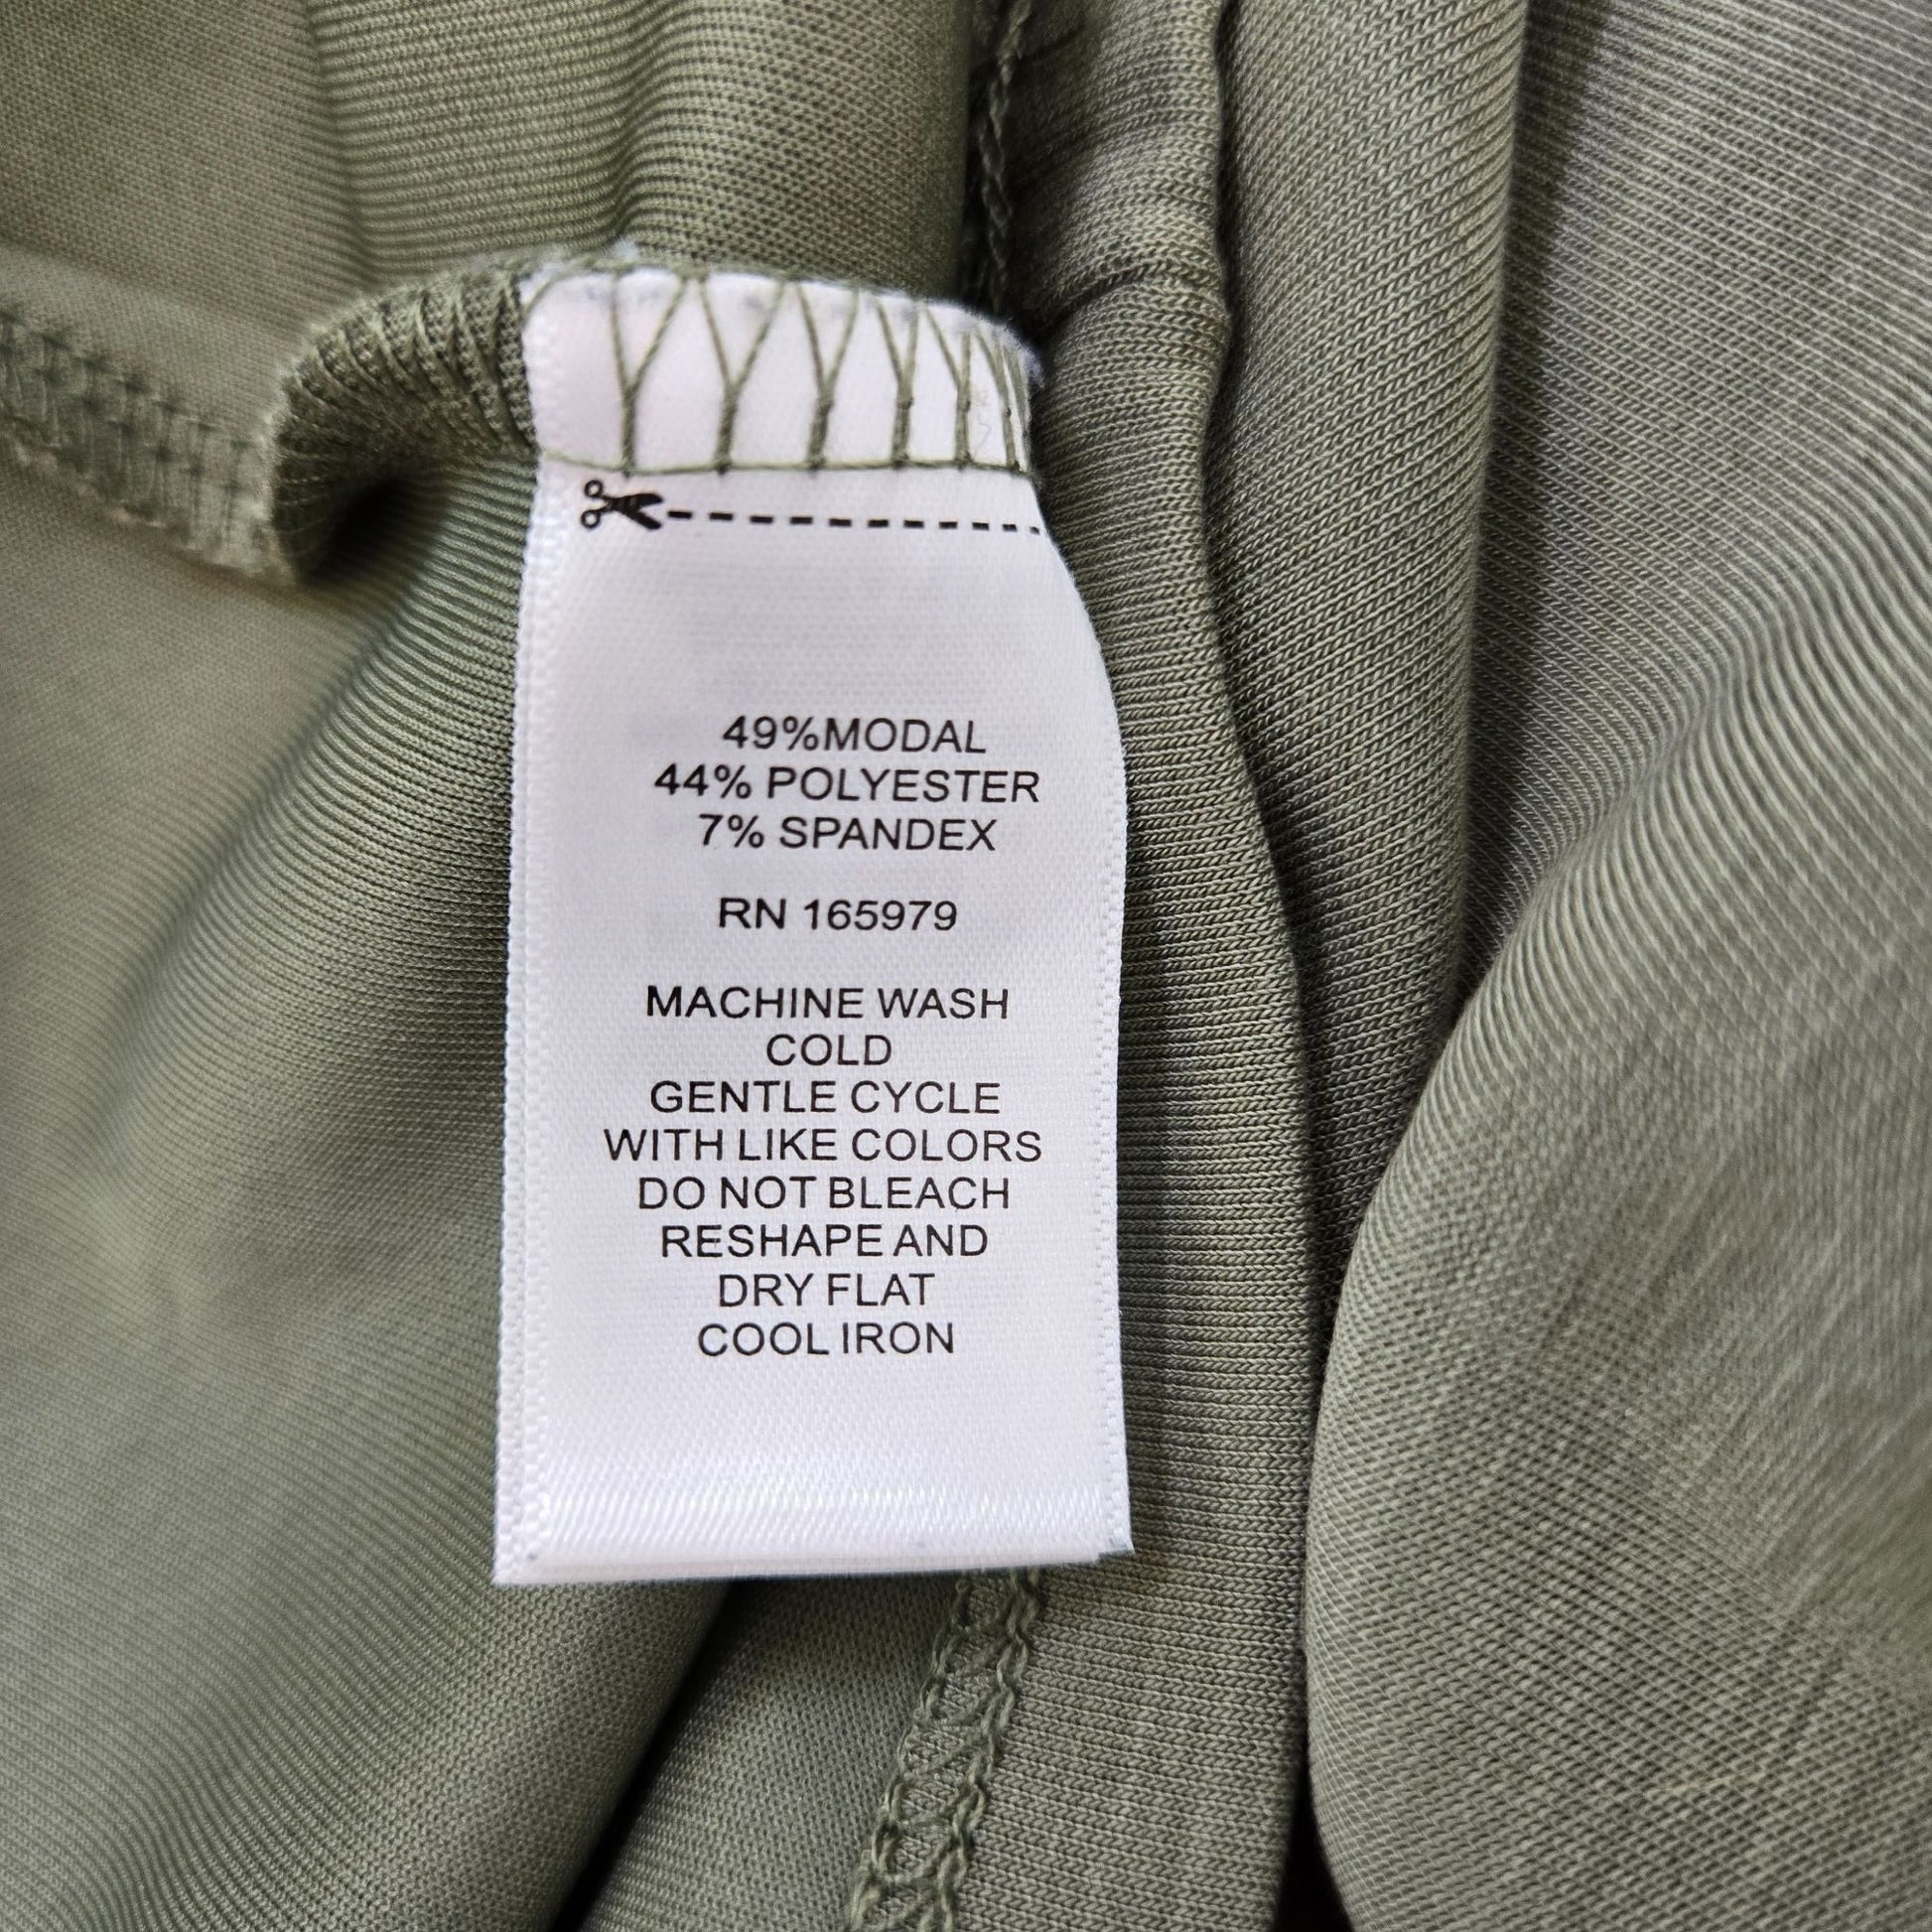 49%MODAL
44% POLYESTER
7% SPANDEX
RN 165979
MACHINE WASH
COLD
GENTLE CYCLE
WITH LIKE COLORS
DO NOT BLEACH
RESHAPE AND
DRY FLAT
COOL IRON